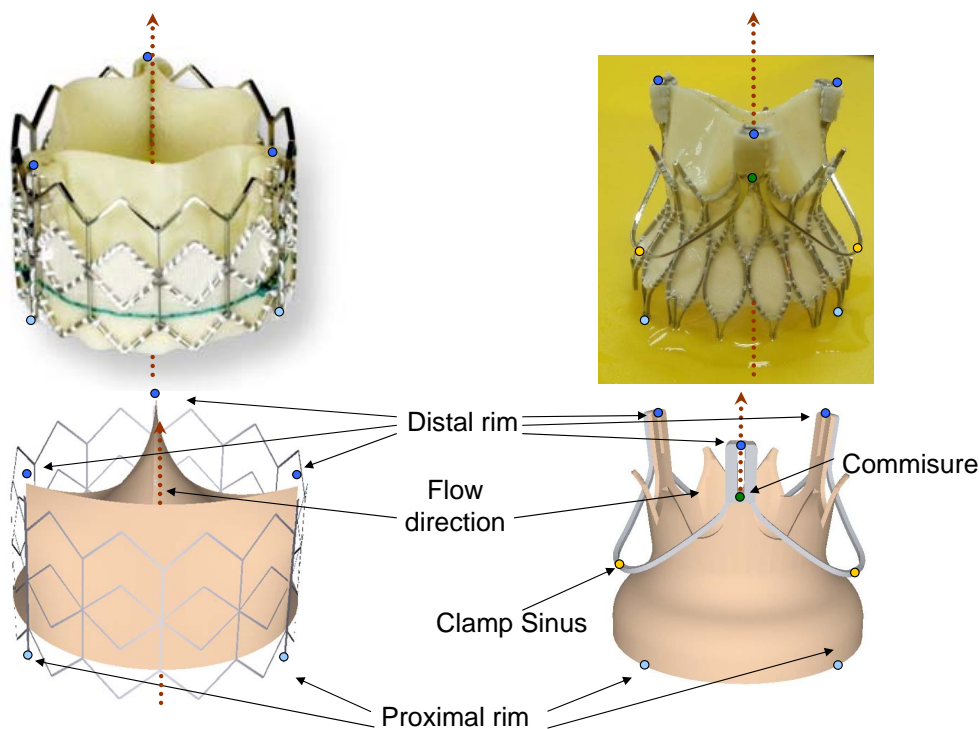 Distal rim
Commisure
Flow
direction
Clamp Sinus
Proximal rim